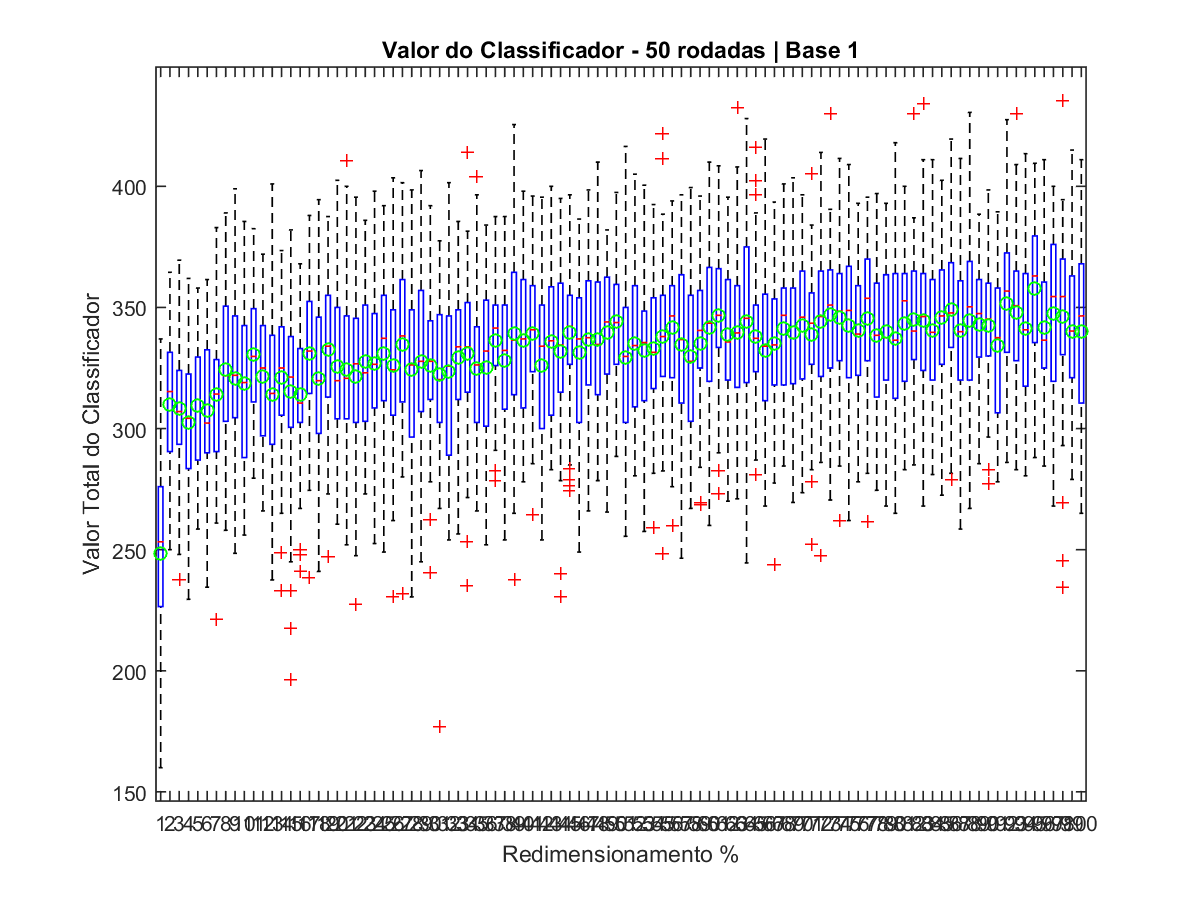 Valor do Classificador - 50 rodadas | Base 1
Valor Total do Classificador
400
350
300
250
200
150
Redimensionamento %